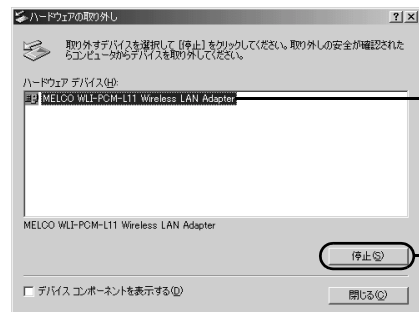 ハードウェアの取り外し
取り外すデバイスを選択して [停止] をクリックしてください。取り外しの安全が確認された
らコンピュータからデバイスを取り外してください。
ハードウェア デバイス(H):
MELCO WLI-PCM-L11 Wireless LAN Adapter
MELCO WLI-PCM-L11 Wireless LAN Adapter
停止(S)
デバイス コンポーネントを表示する(D)
閉じる(C)